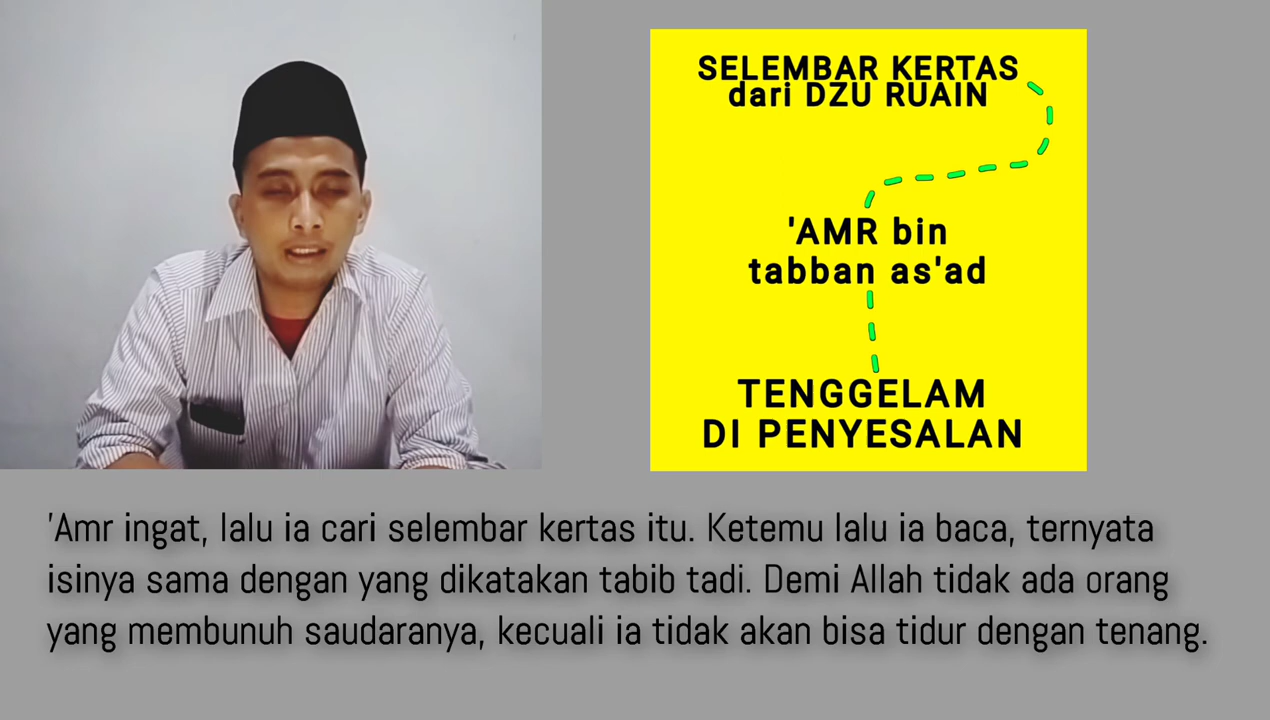 SELEMBAR KERTAS
dari DZU RUAIN
'AMR bin
tabban as'ad
TENGGELAM
DI PENYESALAN
'Amr ingat, lalu ia cari selembar kertas itu. Ketemu lalu ia baca, ternyata
isinya sama dengan yang dikatakan tabib tadi. Demi Allah tidak ada orang
yang membunuh saudaranya, kecuali ia tidak akan bisa tidur dengan tenang.